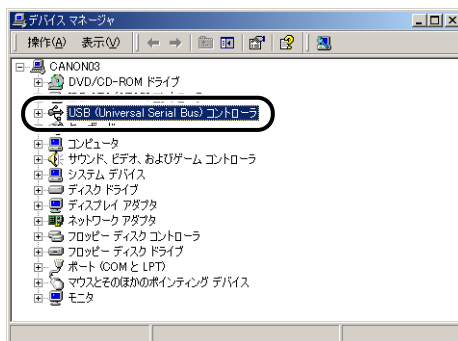 デバイス マネージャ
操作(A) 表示(V)
CANON03
DVD/CD-ROM ドライブ
USB (Universal Serial Bus) コントローラ
コンピュータ
サウンド、ビデオ、およびゲーム コントローラ
システム デバイス
ディスク ドライブ
ディスプレイ アダプタ
ネットワーク アダプタ
フロッピー ディスク コントローラ
フロッピー ディスク ドライブ
ポート (COM と LPT)
マウスとそのほかのポインティング デバイス
モニタ